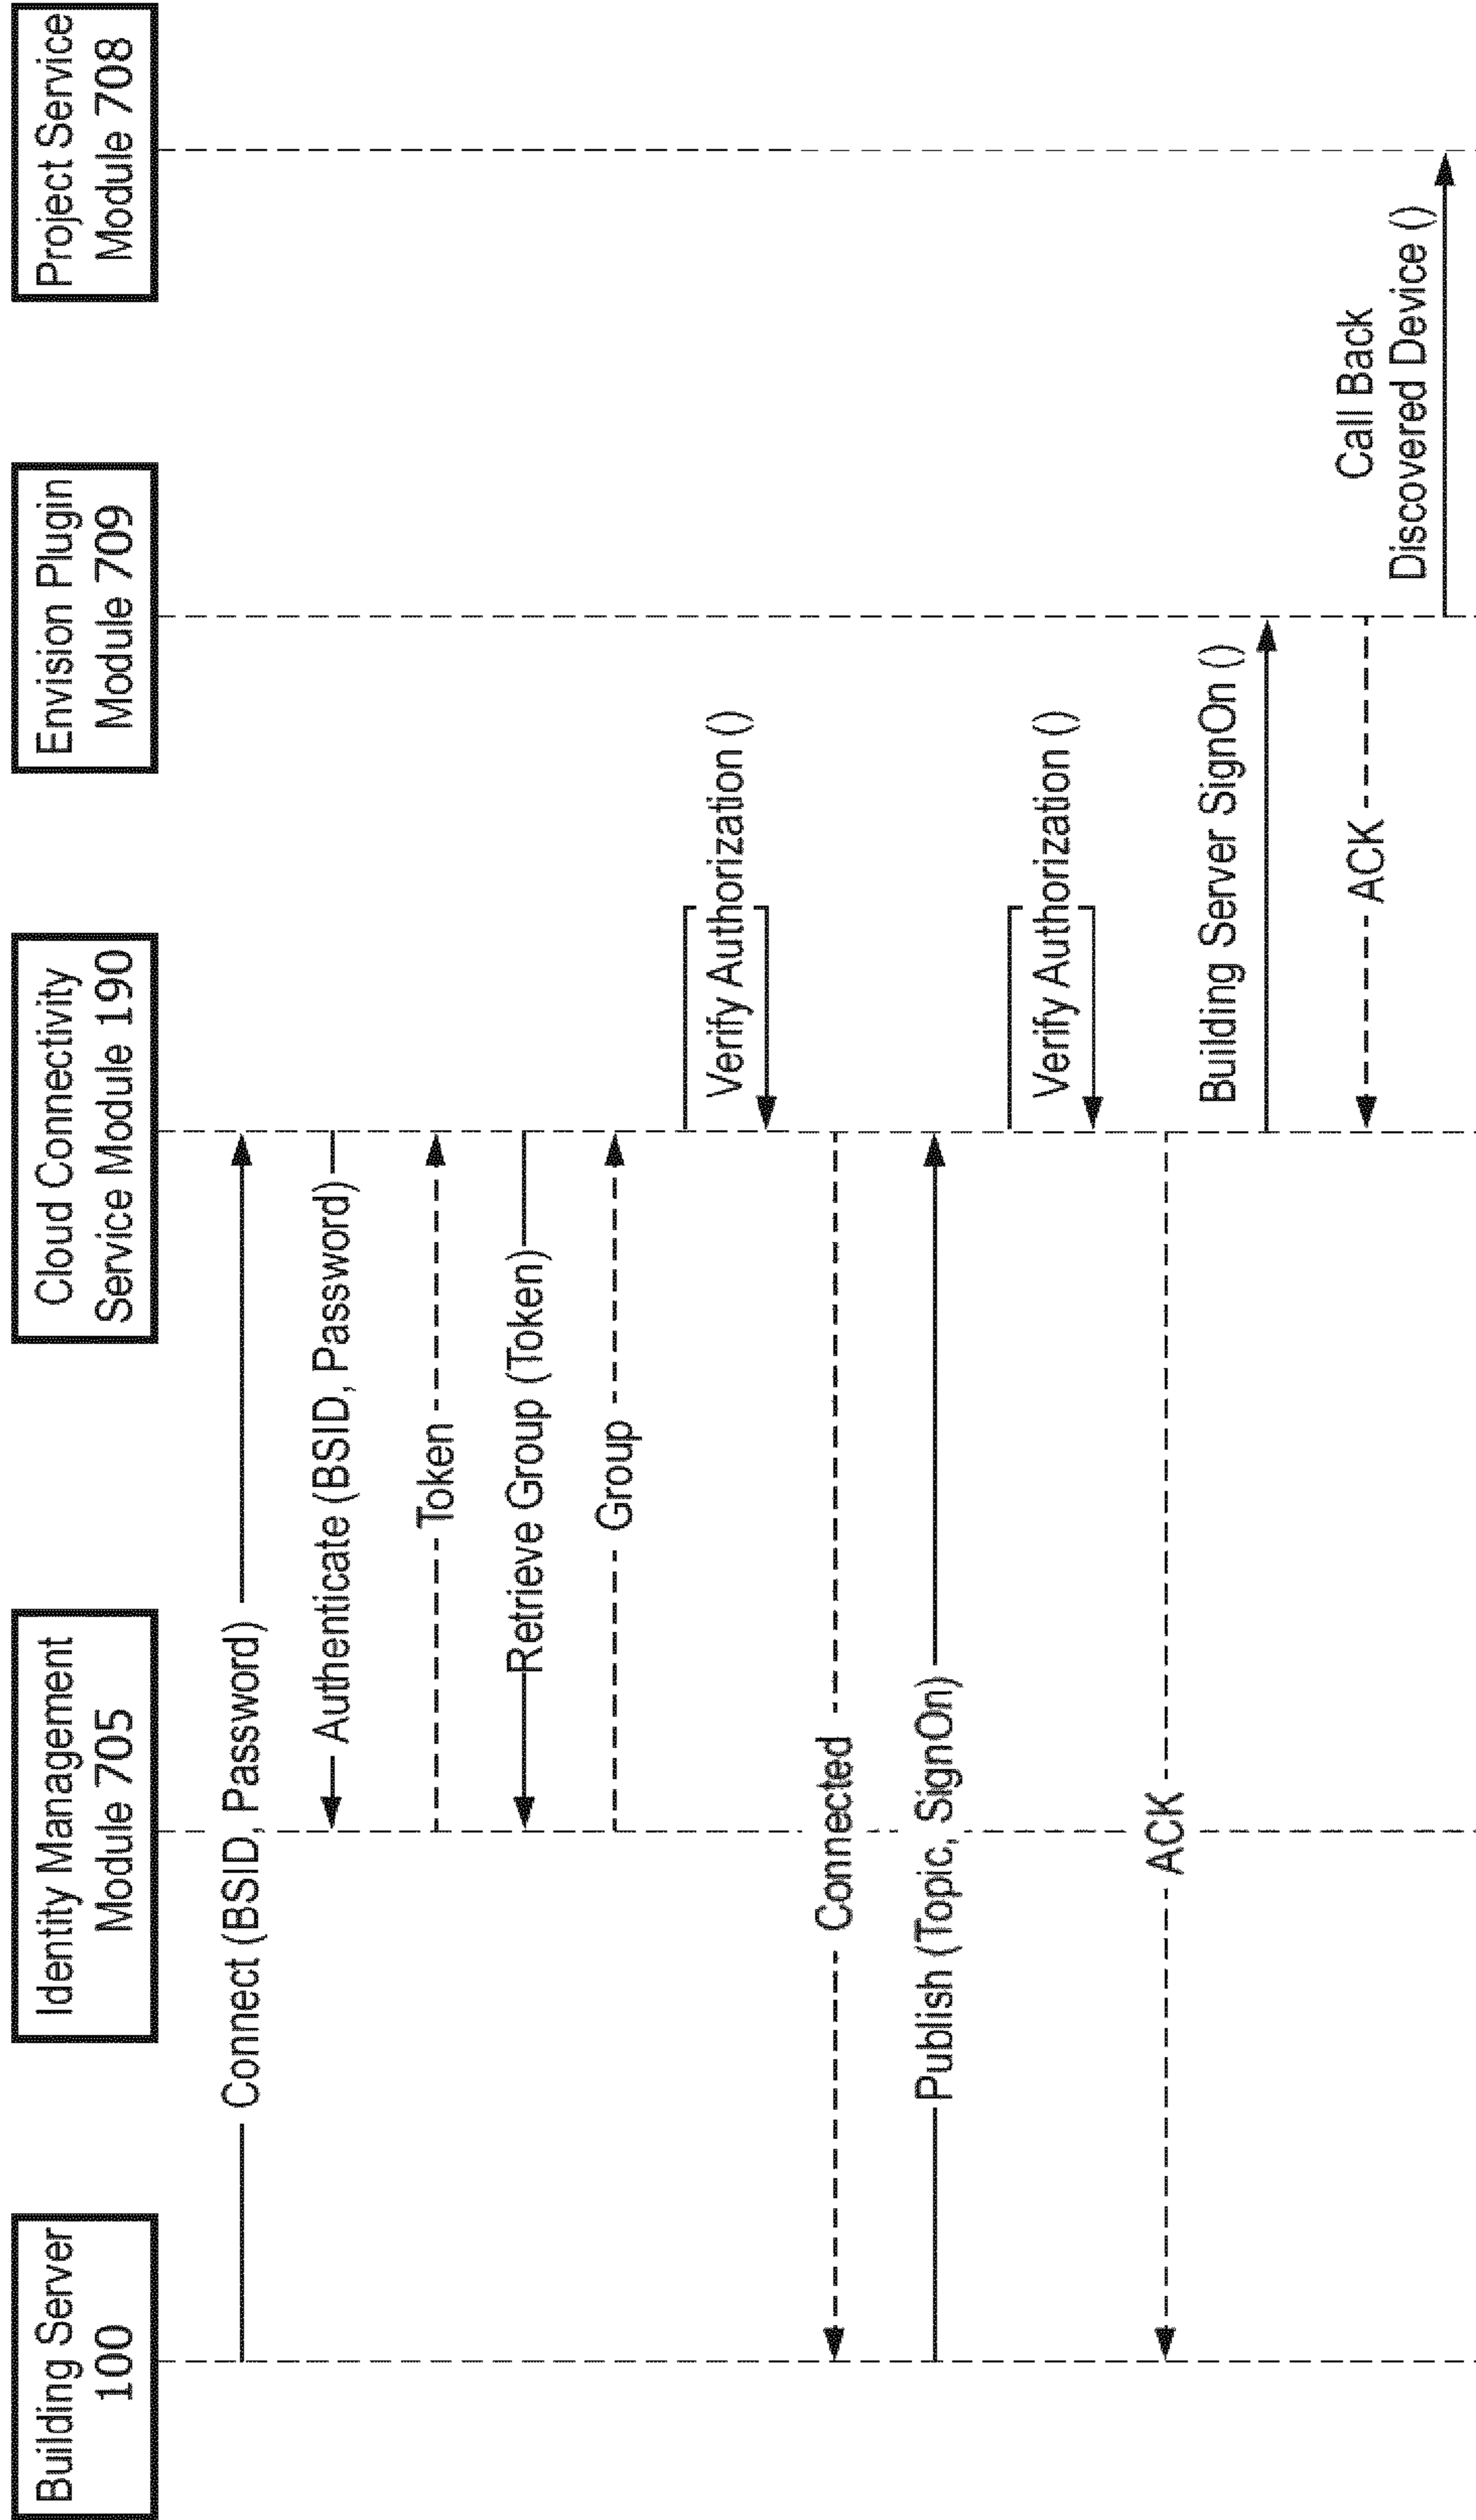 Building Server
100
Identity Management
Module 705
Cloud Connectivity
Service Module 190
Envision Plugin
Module 709
Project Service
Module 708
Connect (BSID, Password)
Authenticate (BSID, Password)
Token
Retrieve Group (Token)
Group
Verify Authorization ()
Connected
Publish (Topic, SignOn)
Verify Authorization ()
ACK
Building Server SignOn ()
ACK
Call Back
Discovered Device ()